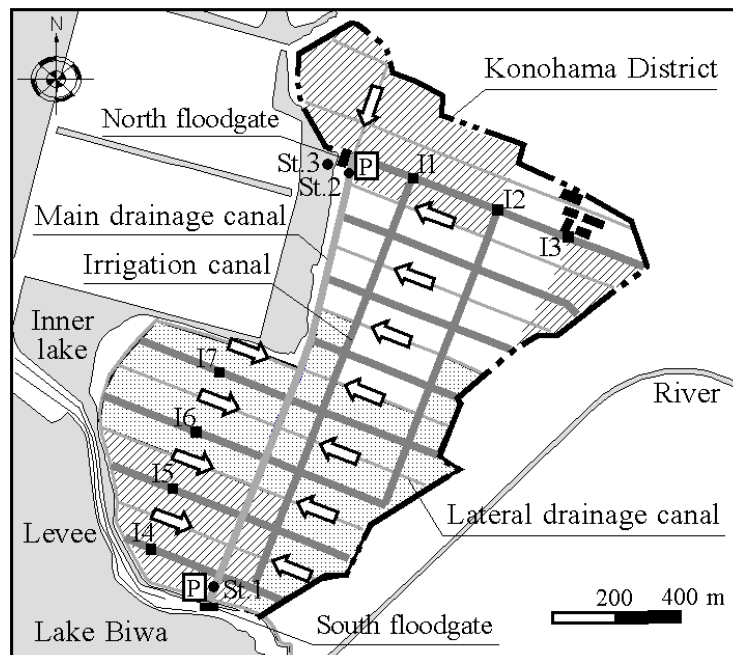 N
Konohama District
North floodgate
St.3
P
I1
St.2
I2
Main drainage canal
I3
Irrigation canal
Inner
lake
I7
River
I6
I5
Lateral drainage canal
Levee
I4
P
St.1
200 400 m
South floodgate
Lake Biwa